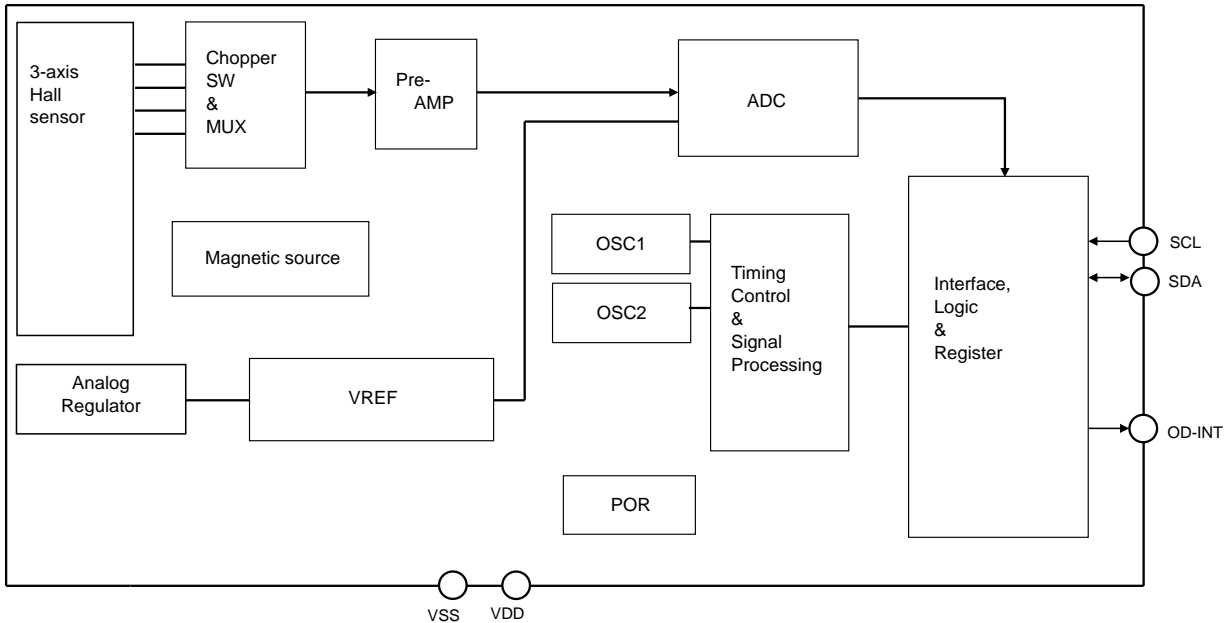 3-axis
Hall
sensor
Chopper
SW
&
MUX
Pre-
AMP
ADC
Magnetic source
OSC1
OSC2
Timing
Control
&
Signal
Processing
Interface,
Logic
&
Register
SCL
SDA
OD-INT
Analog
Regulator
VREF
POR
VSS
VDD